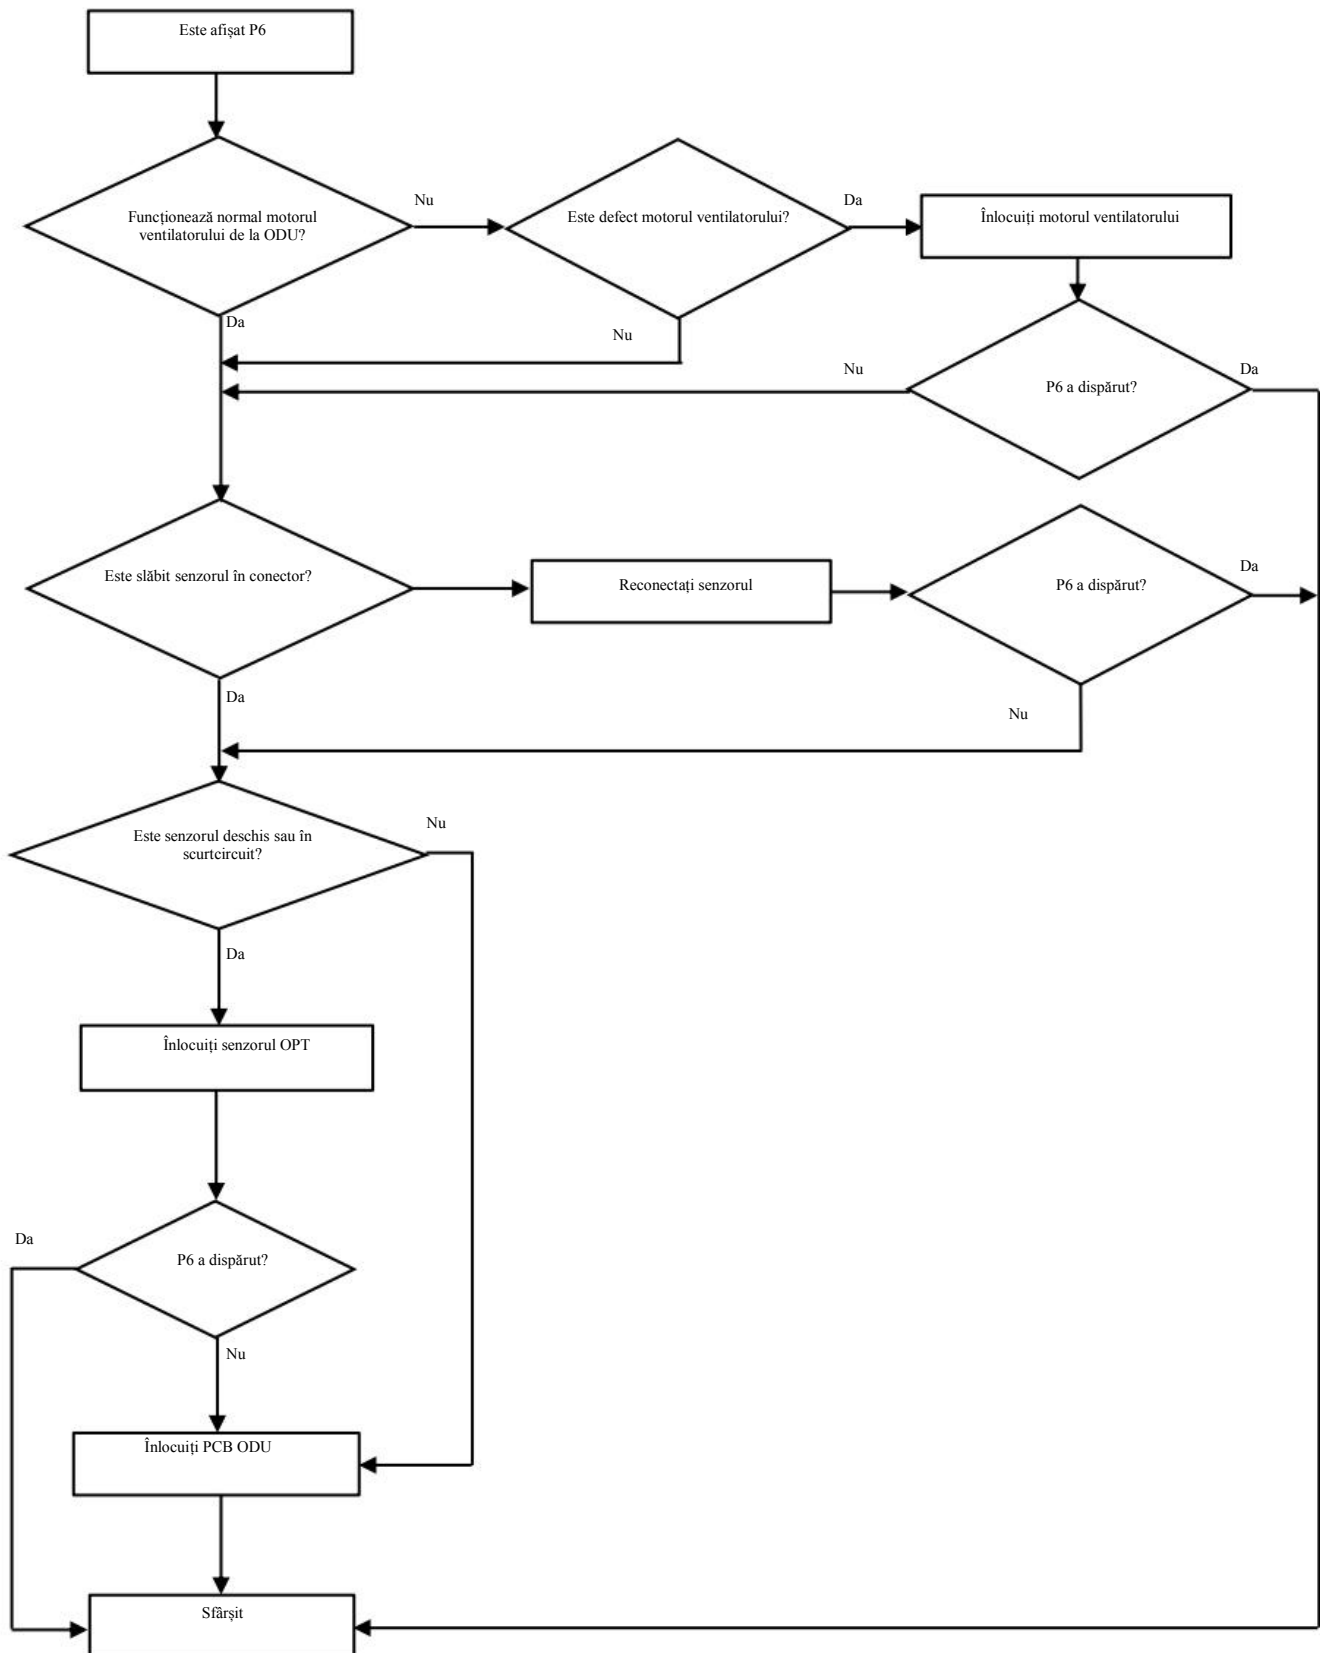 Este afișat P6
Nu
Da
Funcționează normal motorul
ventilatorului de la ODU?
Este defect motorul ventilatorului?
Înlocuiți motorul ventilatorului
Da
Nu
Nu
Da
P6 a dispărut?
Este slăbit senzorul în conector?
Reconectați senzorul
P6 a dispărut?
Da
Da
Nu
Este senzorul deschis sau în
scurtcircuit?
Nu
Da
Înlocuiți senzorul OPT
Da
P6 a dispărut?
Nu
Înlocuiți PCB ODU
Sfârșit